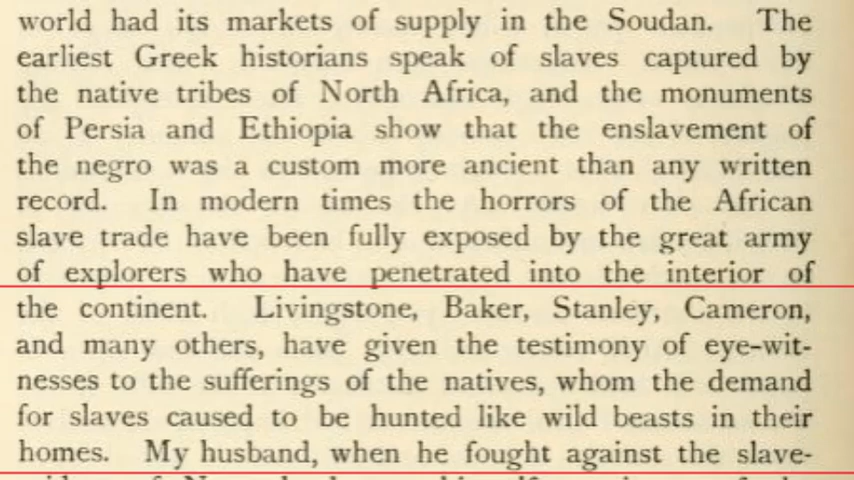 world had its markets of supply in the Soudan. The
earliest Greek historians speak of slaves captured by
the native tribes of North Africa, and the monuments
of Persia and Ethiopia show that the enslavement of
the negro was a custom more ancient than any written
record. In modern times the horrors of the African
slave trade have been fully exposed by the great army
of explorers who have penetrated into the interior of
the continent. Livingstone, Baker, Stanley, Cameron,
and many others, have given the testimony of eye-wit-
nesses to the sufferings of the natives, whom the demand
for slaves caused to be hunted like wild beasts in their
homes. My husband, when he fought against the slave-